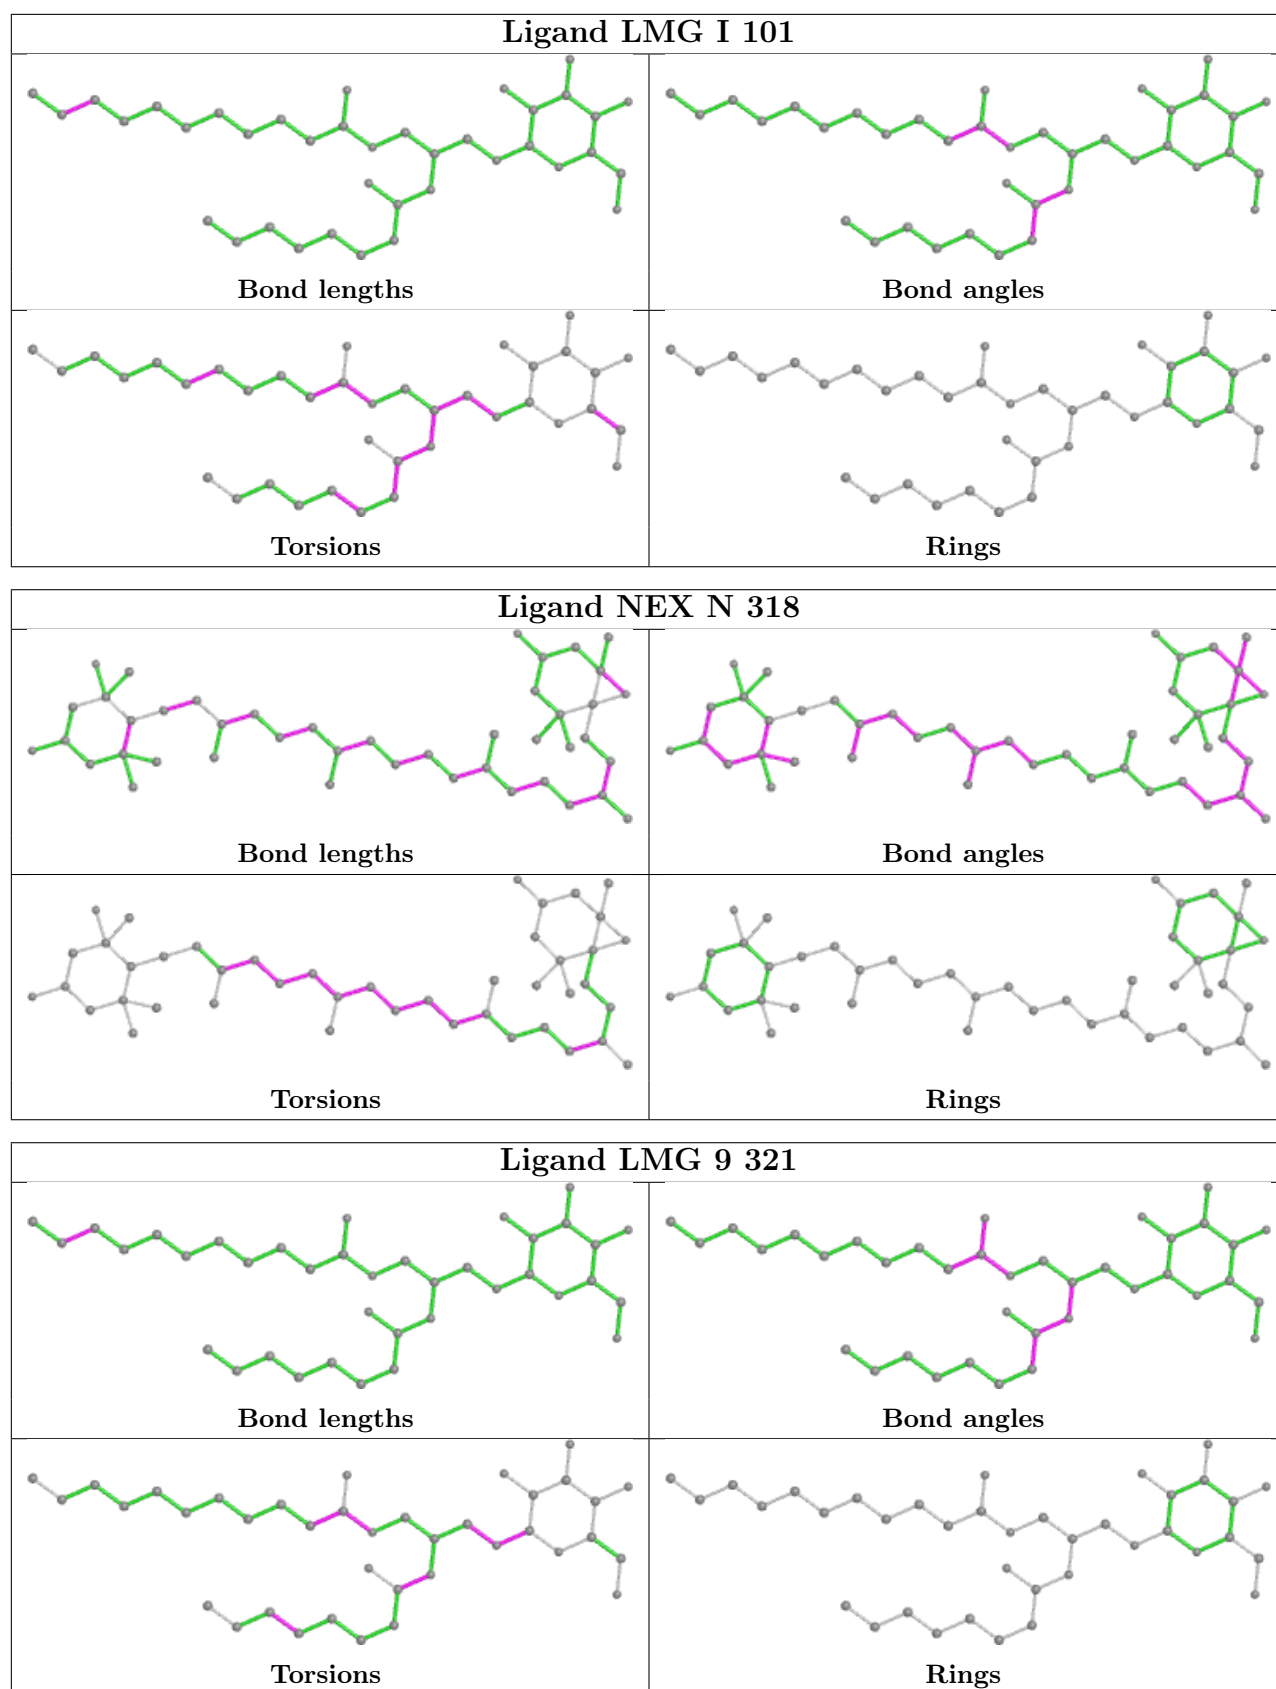 Ligand LMG I 101
Bond lengths
Bond angles
Torsions
Rings
Ligand NEX N 318
Bond lengths
Bond angles
Torsions
Rings
Ligand LMG 9 321
Bond lengths
Bond angles
Torsions
Rings